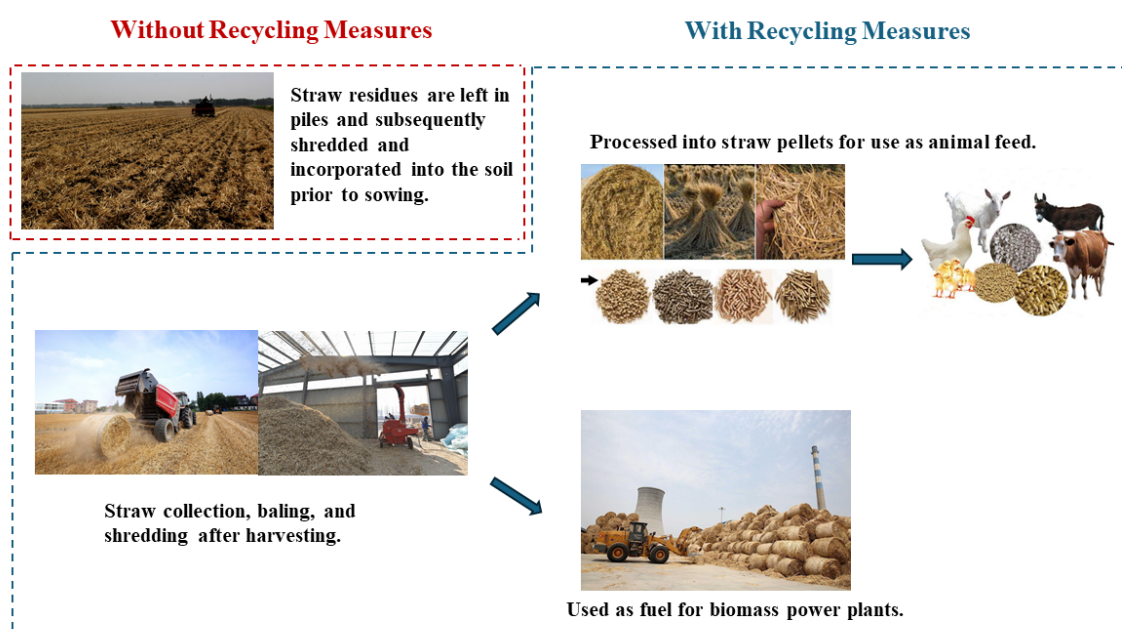 Without Recycling Measures
With Recycling Measures
Straw residues are left in
piles and subsequently
shredded and
incorporated into the soil
prior to sowing.
Processed into straw pellets for use as animal feed.
Straw collection, baling, and
shredding after harvesting.
Used as fuel for biomass power plants.